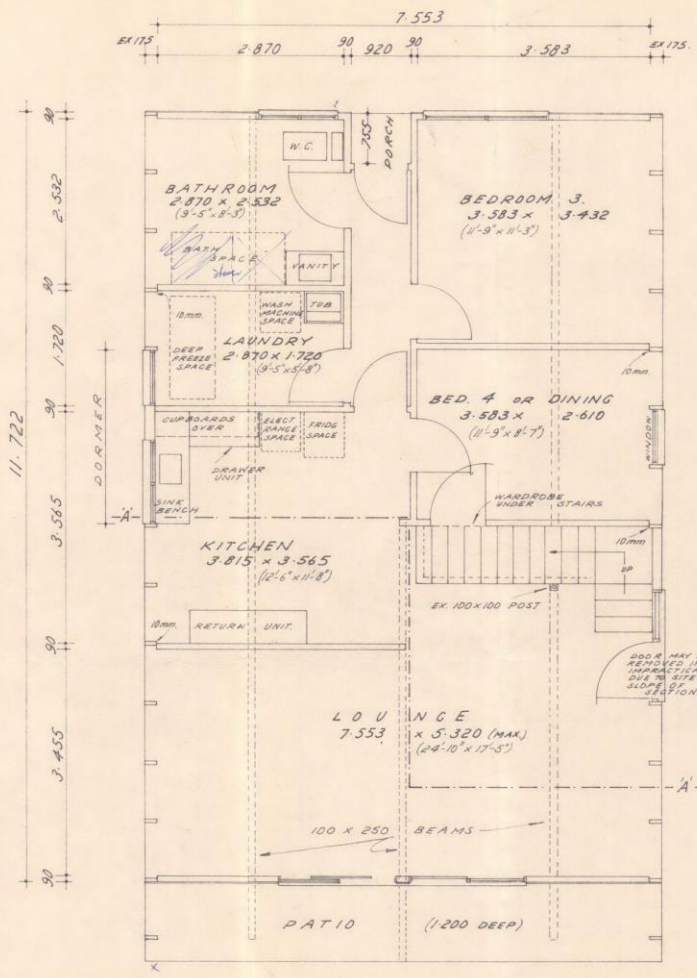 7.553
EX 175
2.870
90
920
90
3.583
EX 175.
90
2.532
90
1.720
90
3.565
90
3.455
90
11.722
DORMER
755
PORCH
W.C.
BATHROOM
2.870 x 2.532
(9'-5" x 8'-3")
BATH
SPACE
VANITY
BEDROOM 3.
3.583 x 3.432
(11'-9" x 11'-3")
10mm.
WASH
MACHINE
SPACE
TUB
DEEP
FREEZE
SPACE
LAUNDRY
2.870 x 1.720
(9'-5" x 5'-8")
10mm.
BED. 4 OR DINING
3.583 x 2.610
(11'-9" x 8'-7")
WINDOW
CUPBOARDS
OVER
ELECT
RANGE
SPACE
FRIDG
SPACE
DRAWER
UNIT
SINK
BENCH
WARDROBE
UNDER STAIRS
'A'
KITCHEN
3.815 x 3.565
(12'-6" x 11'-8")
10mm.
UP
EX. 100x100 POST
10mm.
RETURN UNIT.
DOOR MAY
REMOVED I
IMPRACTIC
DUE TO SITE
SLOPE OF
SECTION
LOUNGE
7.553 x 5.320 (MAX.)
(24'-10" x 17'-5")
'A'
100 x 250 BEAMS
PATIO (1.200 DEEP)
x